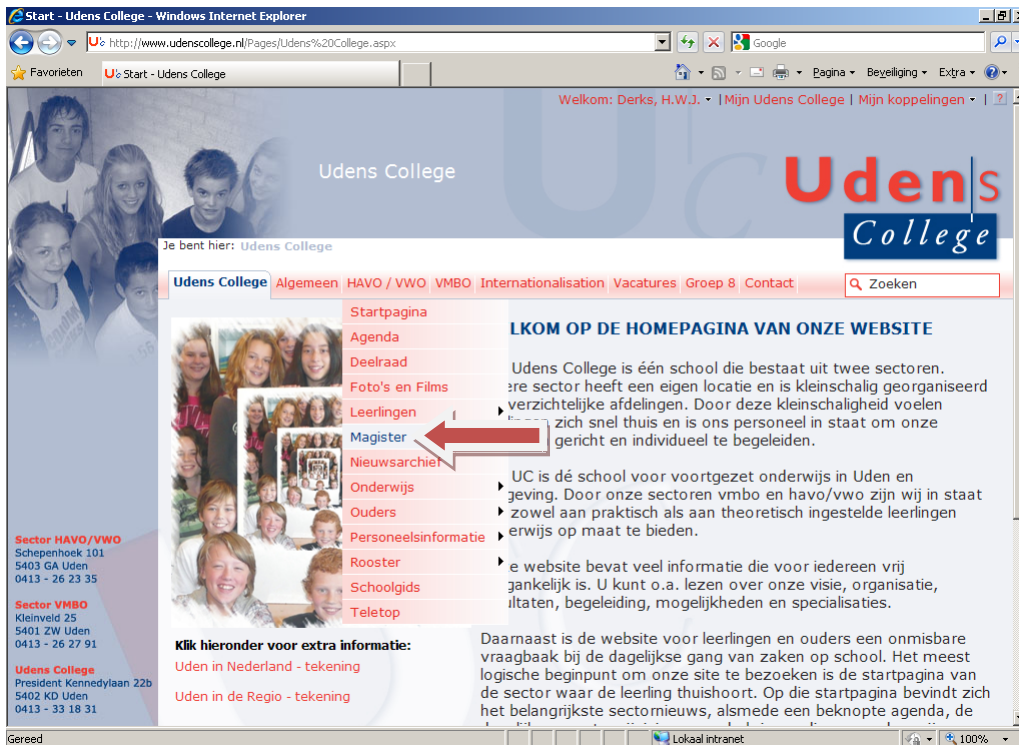 Start - Udens College - Windows Internet Explorer
http://www.udenscollege.nl/Pages/Udens%20College.aspx
Google
Favorieten
Start - Udens College
Pagina
Beveiliging
Extra
Welkom: Derks, H.W.J. | Mijn Udens College | Mijn koppelingen | ?
Udens College
Udens
College
Je bent hier: Udens College
Udens College Algemeen HAVO / VWO VMBO Internationalisation Vacatures Groep 8 Contact
Zoeken
Startpagina
Agenda
Deelraad
Foto's en Films
Leerlingen
Magister
Nieuwsarchief
Onderwijs
Ouders
Personeelsinformatie
Rooster
Schoolgids
Teletop
LKOM OP DE HOMEPAGINA VAN ONZE WEBSITE
Udens College is één school die bestaat uit twee sectoren.
ere sector heeft een eigen locatie en is kleinschalig georganiseerd
verzichtelijke afdelingen. Door deze kleinschaligheid voelen
zich snel thuis en is ons personeel in staat om onze
gericht en individueel te begeleiden.
UC is dé school voor voortgezet onderwijs in Uden en
geving. Door onze sectoren vmbo en havo/vwo zijn wij in staat
zowel aan praktisch als aan theoretisch ingestelde leerlingen
erwijs op maat te bieden.
e website bevat veel informatie die voor iedereen vrij
gankelijk is. U kunt o.a. lezen over onze visie, organisatie,
ultaten, begeleiding, mogelijkheden en specialisaties.
Daarnaast is de website voor leerlingen en ouders een onmisbare
vraagbaak bij de dagelijkse gang van zaken op school. Het meest
logische beginpunt om onze site te bezoeken is de startpagina van
de sector waar de leerling thuishoort. Op die startpagina bevindt zich
het belangrijkste sectornieuws, alsmede een beknopte agenda, de
Sector HAVO/VWO
Schepenhoek 101
5403 GA Uden
0413 - 26 23 35
Sector VMBO
Kleinveld 25
5401 ZW Uden
0413 - 26 27 91
Udens College
President Kennedylaan 22b
5402 KD Uden
0413 - 33 18 31
Klik hieronder voor extra informatie:
Uden in Nederland - tekening
Uden in de Regio - tekening
Gereed
Lokaal intranet
100%